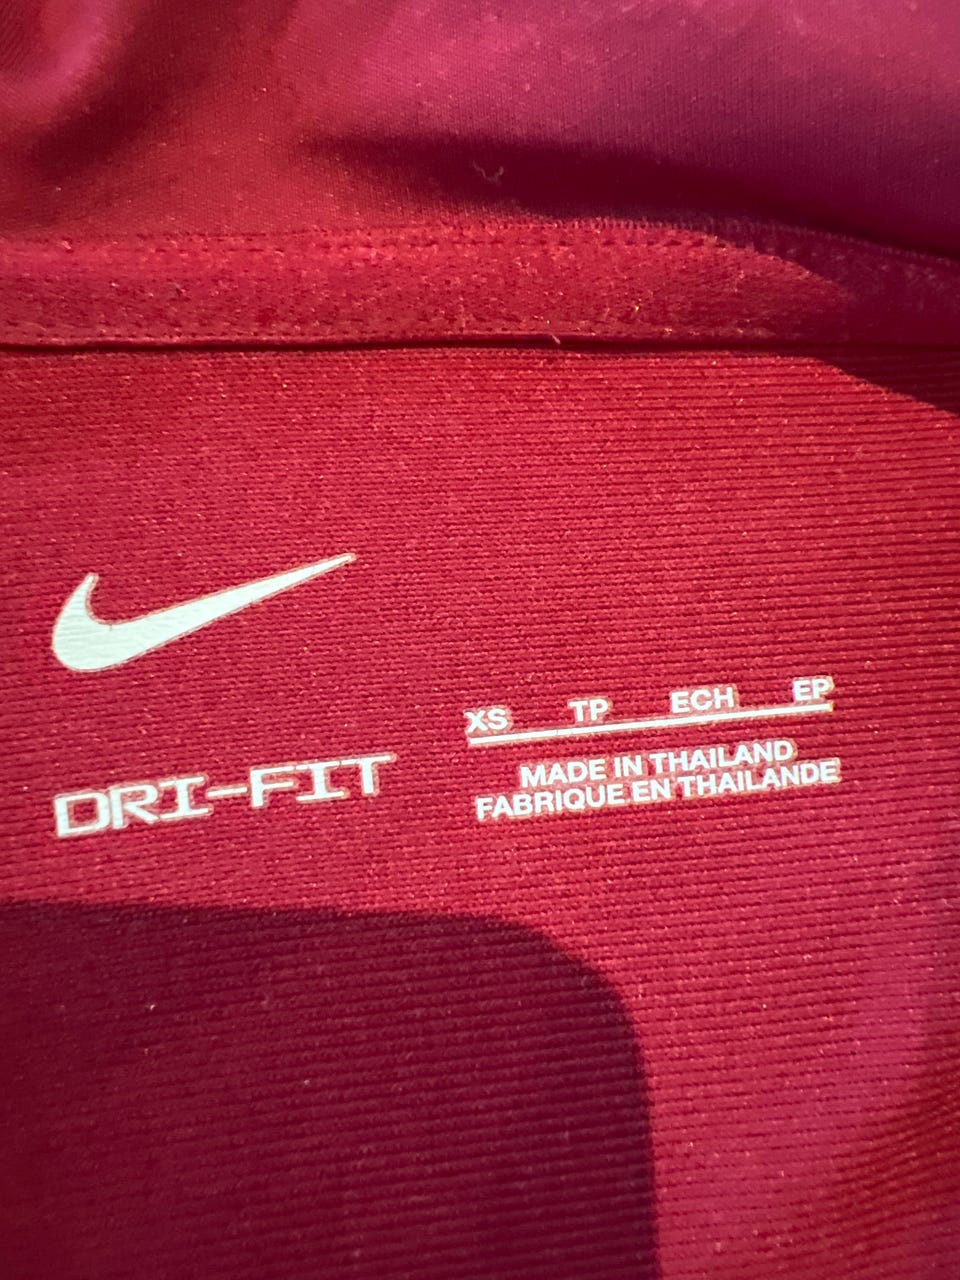 XS TP ECH EP
DRI-FIT
MADE IN THAILAND
FABRIQUE EN THAILANDE